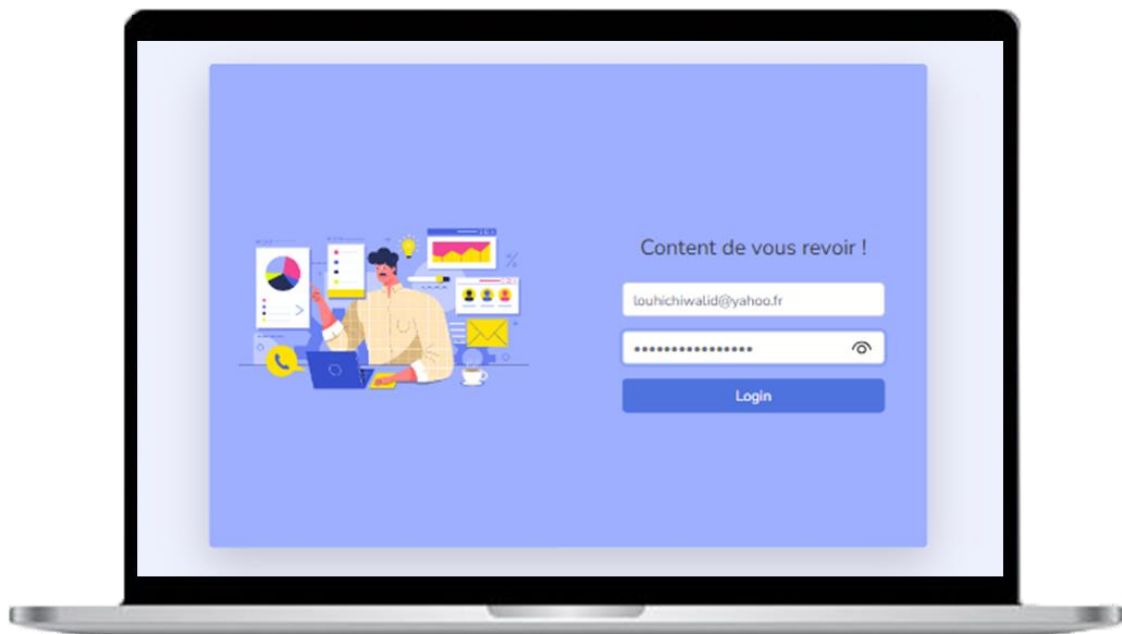 Content de vous revoir !
louhichiwalid@yahoo.fr
••••••••••••••••
Login